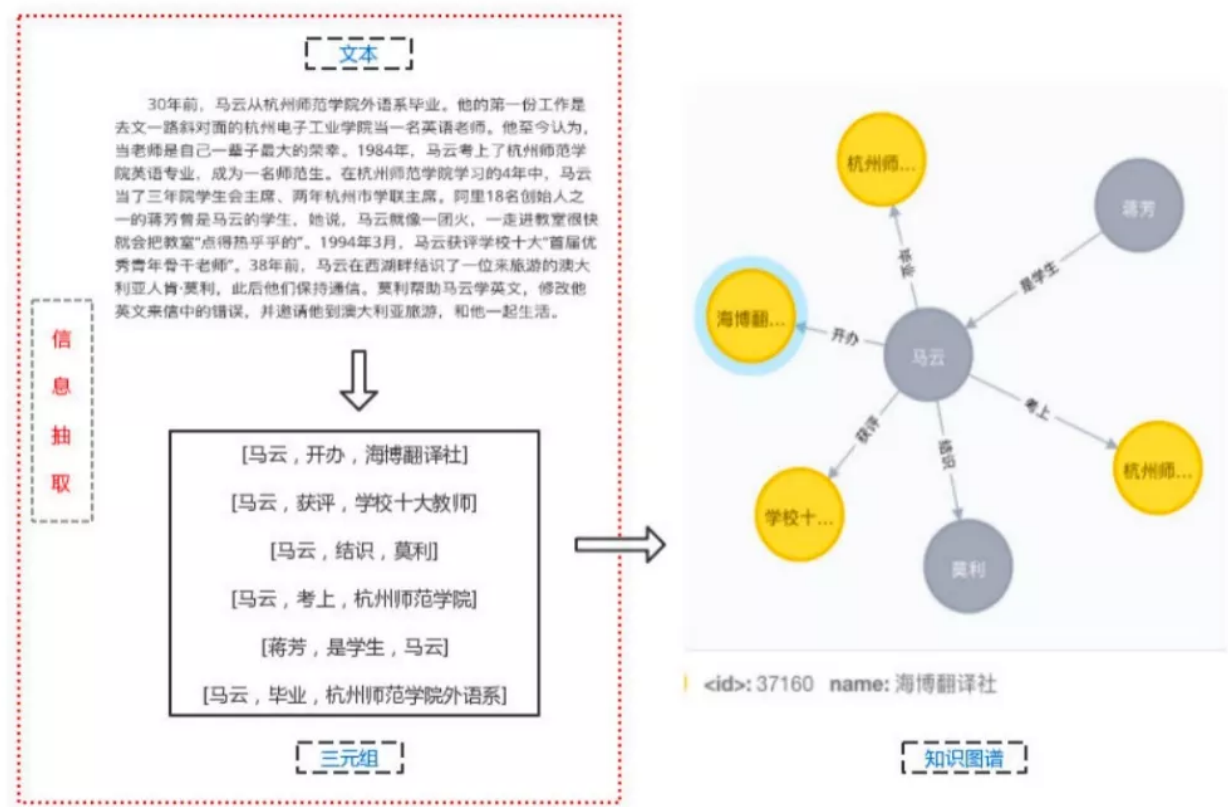 文本
30年前，马云从杭州师范学院外语系毕业。他的第一份工作是
去文一路斜对面的杭州电子工业学院当一名英语老师。他至今认为，
当老师是自己一辈子最大的荣幸。1984年，马云考上了杭州师范学
院英语专业，成为一名师范生。在杭州师范学院学习的4年中，马云
当了三年院学生会主席、两年杭州市学联主席。阿里18名创始人之
一的蒋芳曾是马云的学生，她说，马云就像一团火，一走进教室很快
就会把教室“点得热乎乎的”。1994年3月，马云获评学校十大“首届优
秀青年骨干老师”。38年前，马云在西湖畔结识了一位来旅游的澳大
利亚人肯·莫利，此后他们保持通信。莫利帮助马云学英文，修改他
英文来信中的错误，并邀请他到澳大利亚旅游，和他一起生活。
信
息
抽
取
[马云，开办，海博翻译社]
[马云，获评，学校十大教师]
[马云，结识，莫利]
[马云，考上，杭州师范学院]
[蒋芳，是学生，马云]
[马云，毕业，杭州师范学院外语系]
三元组
杭州师...
蒋芳
毕业
是学生
海博翻...
开办
马云
考上
获评
结识
杭州师...
学校十...
莫利
<id>: 37160 name: 海博翻译社
知识图谱